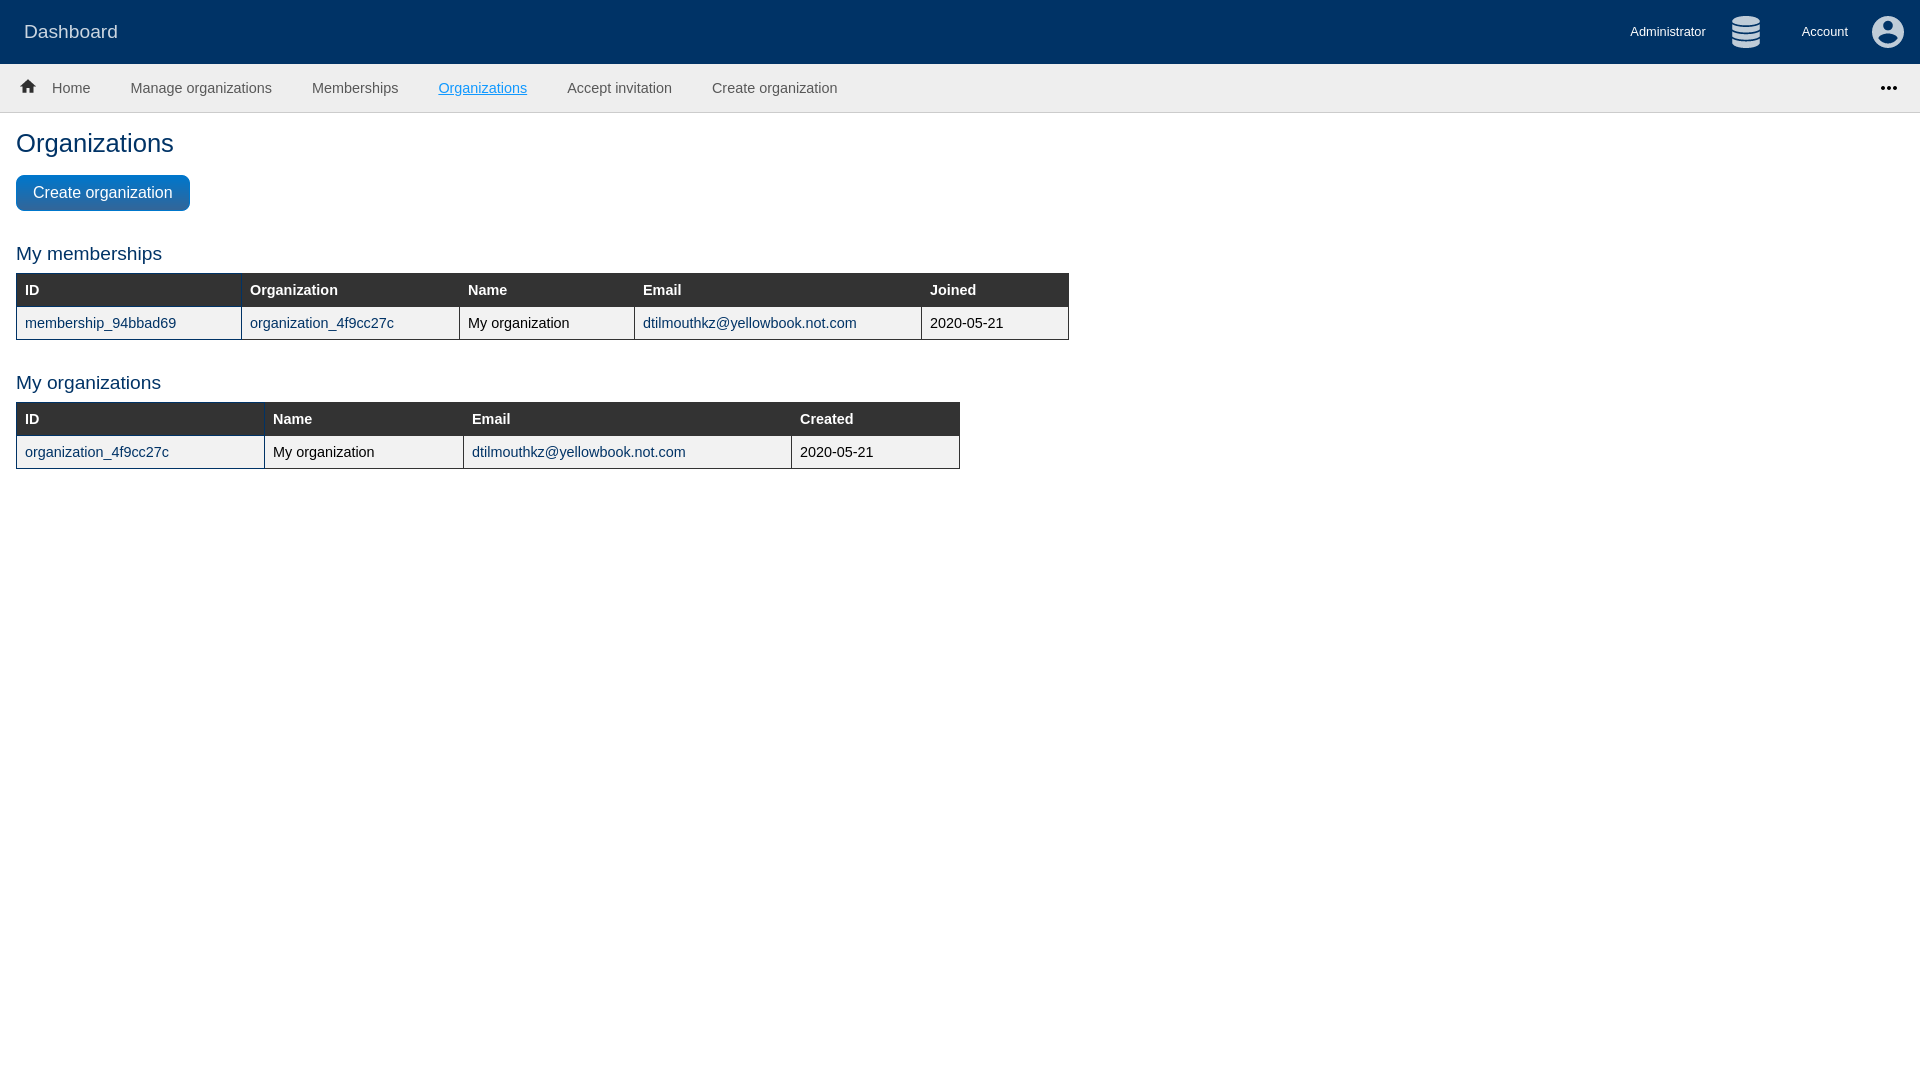 Dashboard
Administrator
Account
Home
Manage organizations
Memberships
Organizations
Accept invitation
Create organization
Organizations
Create organization
My memberships
ID Organization Name Email Joined
membership_94bbad69 organization_4f9cc27c My organization dtilmouthkz@yellowbook.not.com 2020-05-21
My organizations
ID Name Email Created
organization_4f9cc27c My organization dtilmouthkz@yellowbook.not.com 2020-05-21